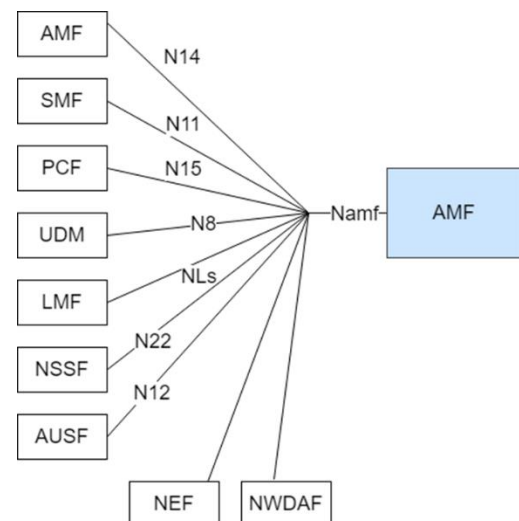 AMF
N14
SMF
N11
PCF
N15
UDM
N8
Namf
AMF
LMF
NLs
NSSF
N22
AUSF
N12
NEF
NWDAF